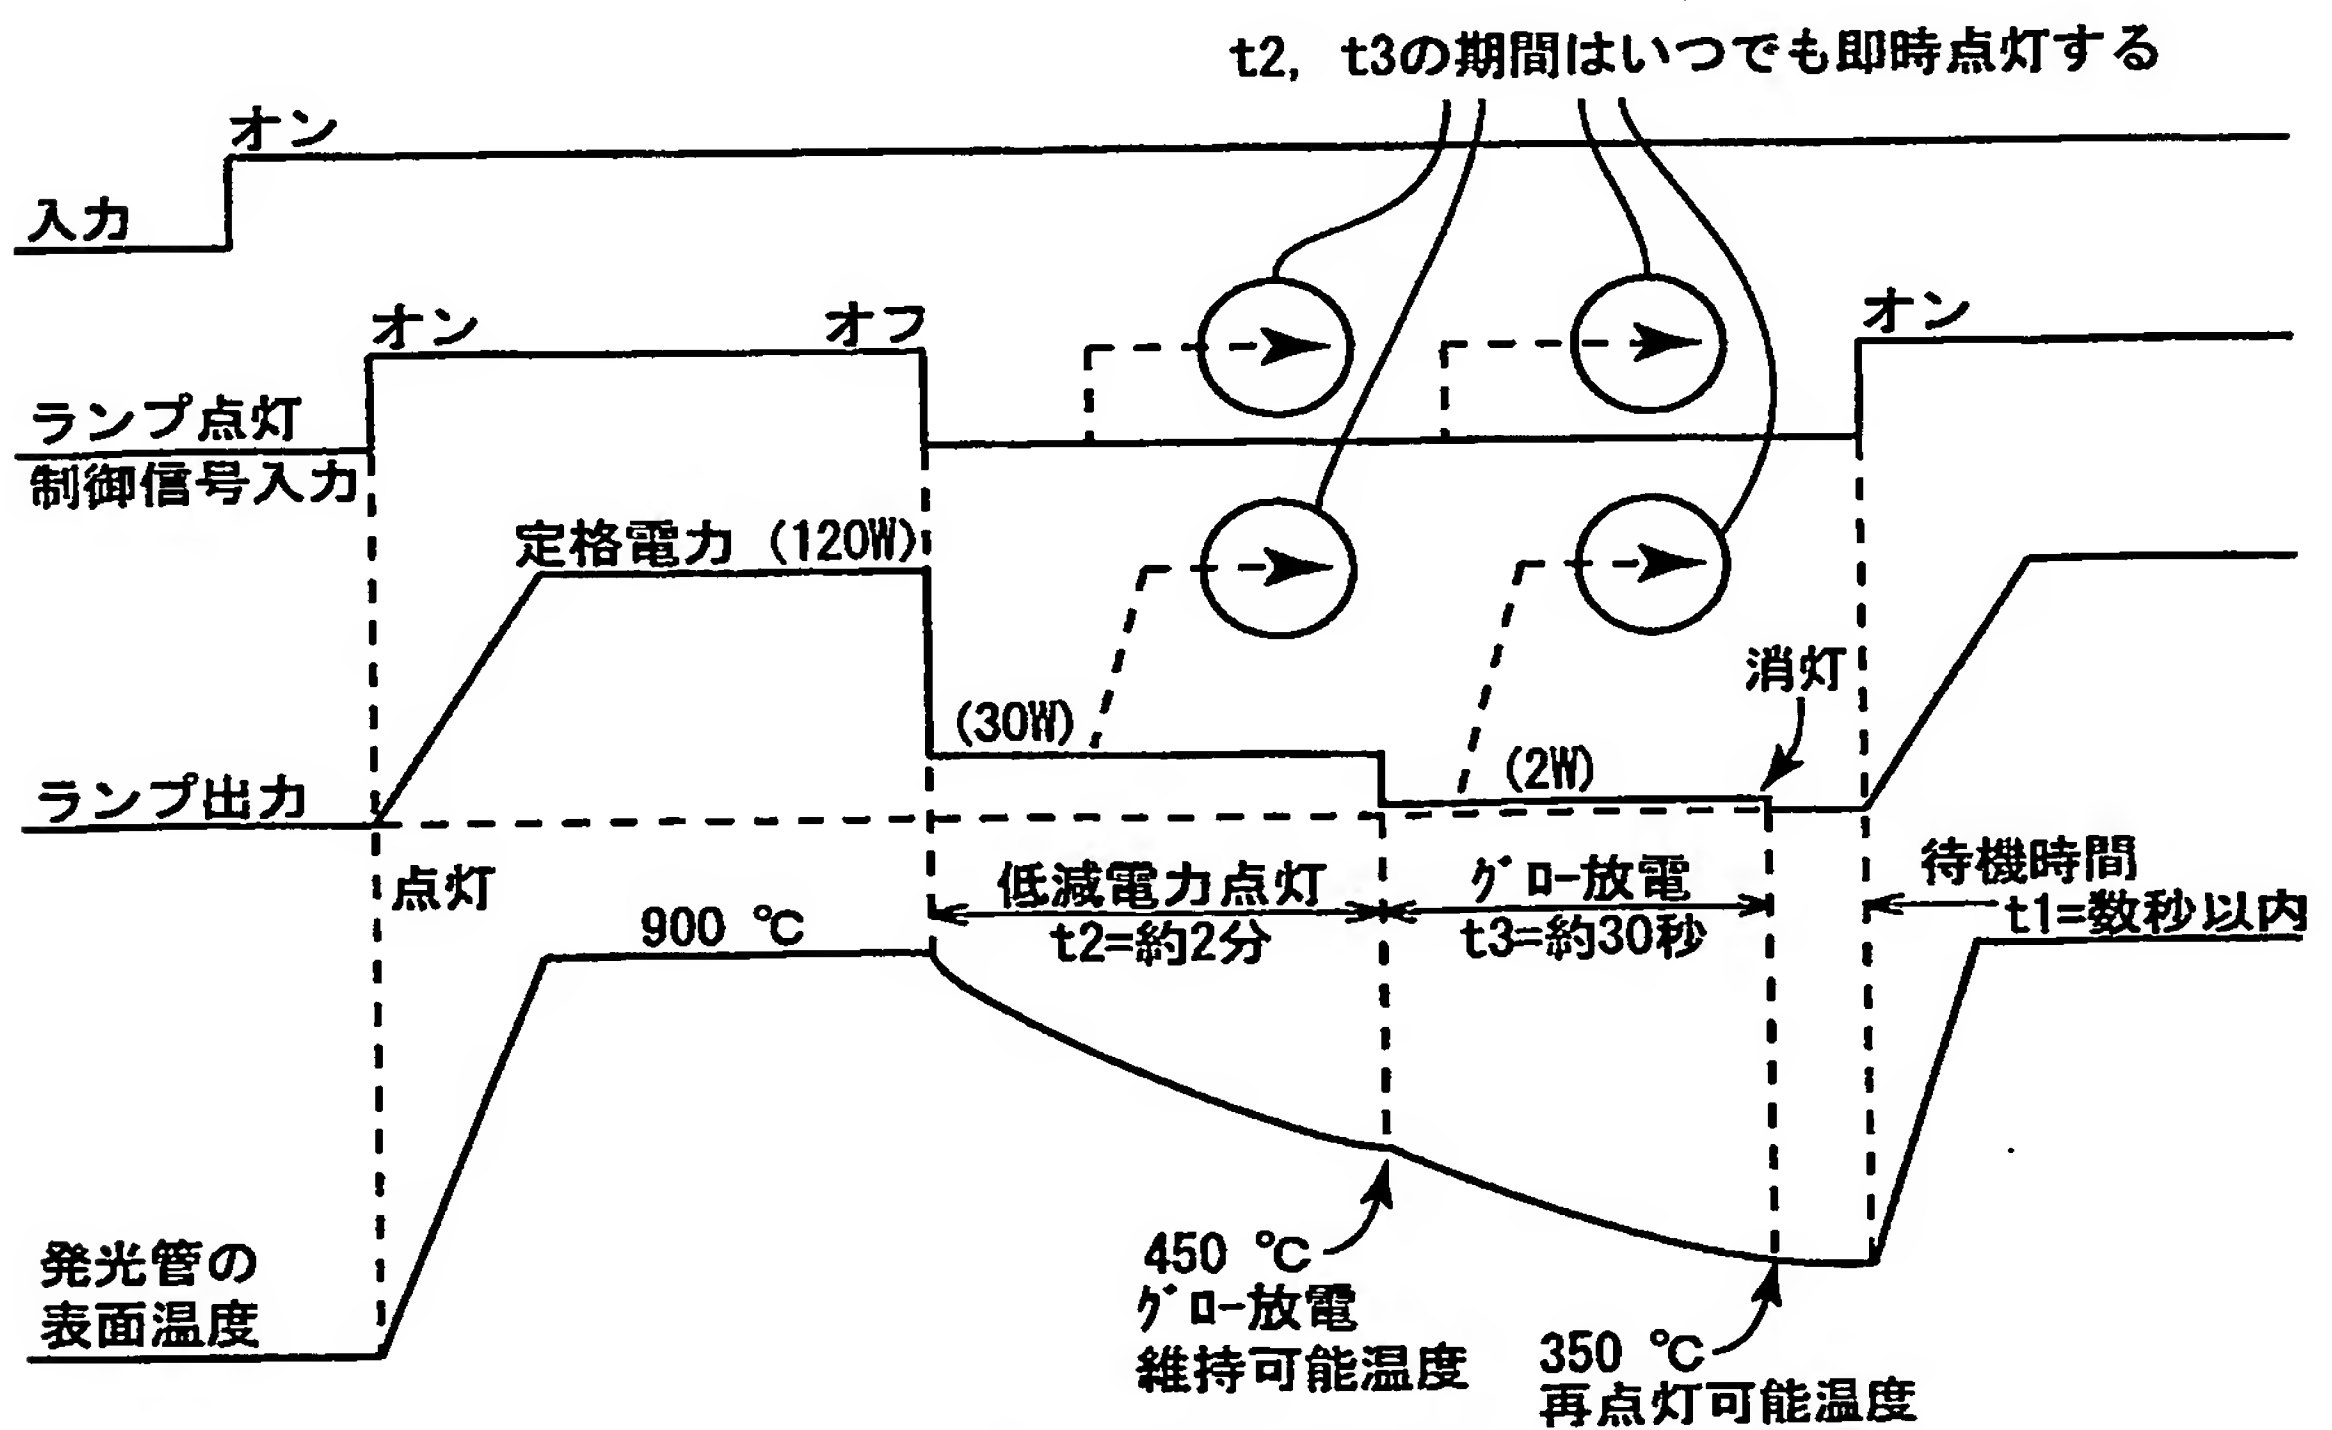 t2, t3の期間はいつでも即時点灯する
オン
入力
オン
オフ
オン
ランプ点灯
制御信号入力
定格電力 (120W)
消灯
(30W)
(2W)
ランプ出力
点灯
低減電力点灯
t2=約2分
グロー放電
t3=約30秒
待機時間
t1=数秒以内
900 ℃
450 ℃
グロー放電
維持可能温度
350 ℃
再点灯可能温度
発光管の
表面温度